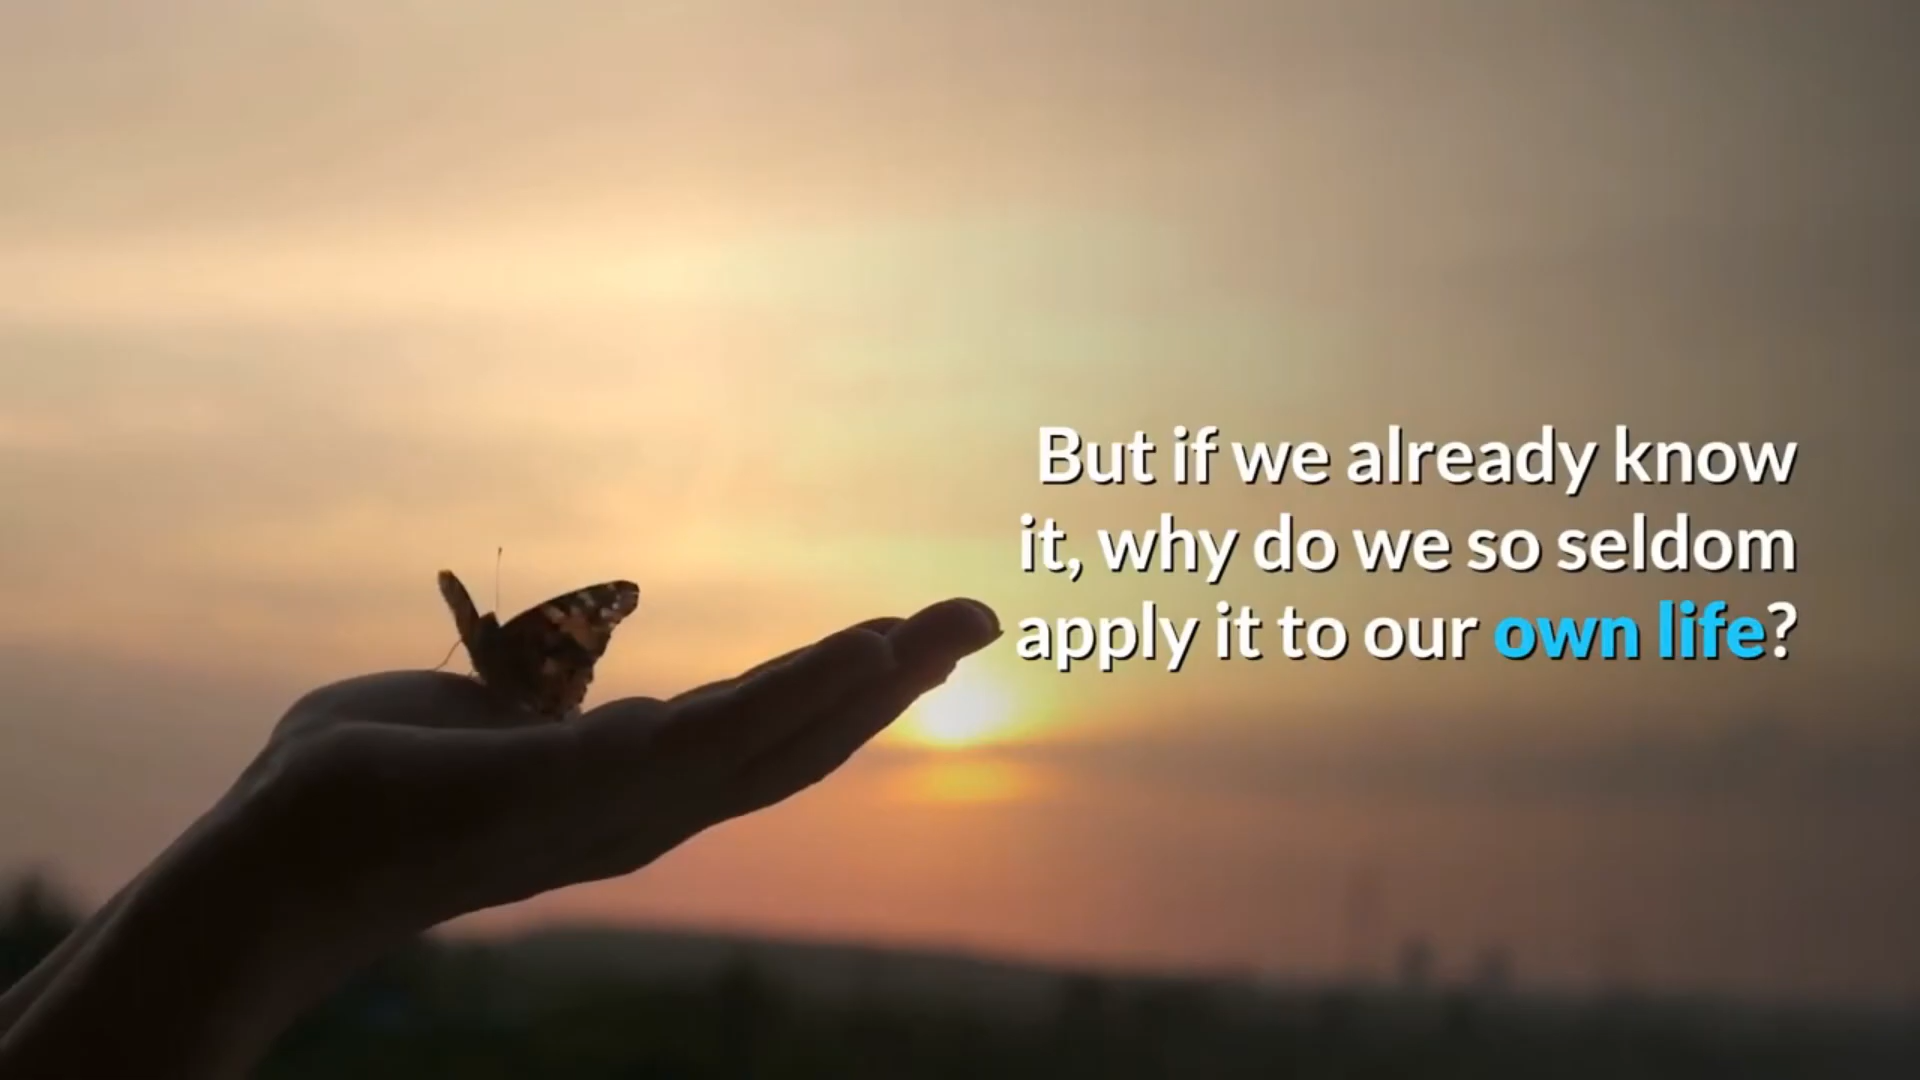 But if we already know
it, why do we so seldom
apply it to our own life?